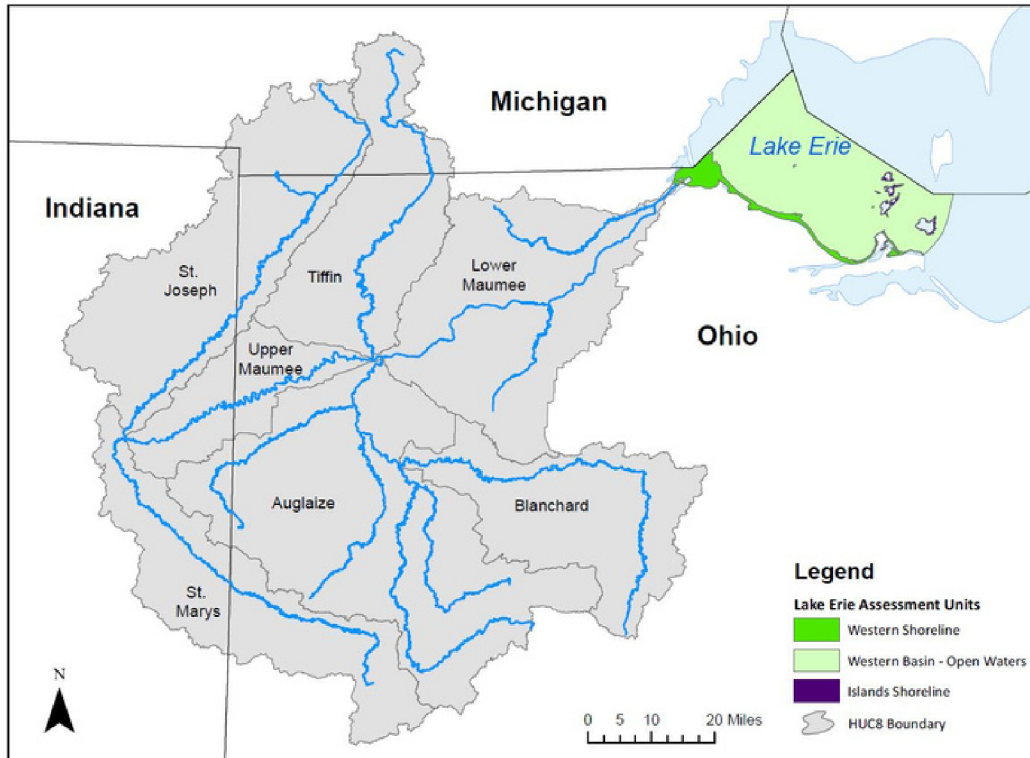 Michigan
Lake Erie
Indiana
St.
Joseph
Tiffin
Lower
Maumee
Ohio
Upper
Maumee
Auglaize
Blanchard
St.
Marys
N
0 5 10 20 Miles
Legend
Lake Erie Assessment Units
Western Shoreline
Western Basin - Open Waters
Islands Shoreline
HUC8 Boundary